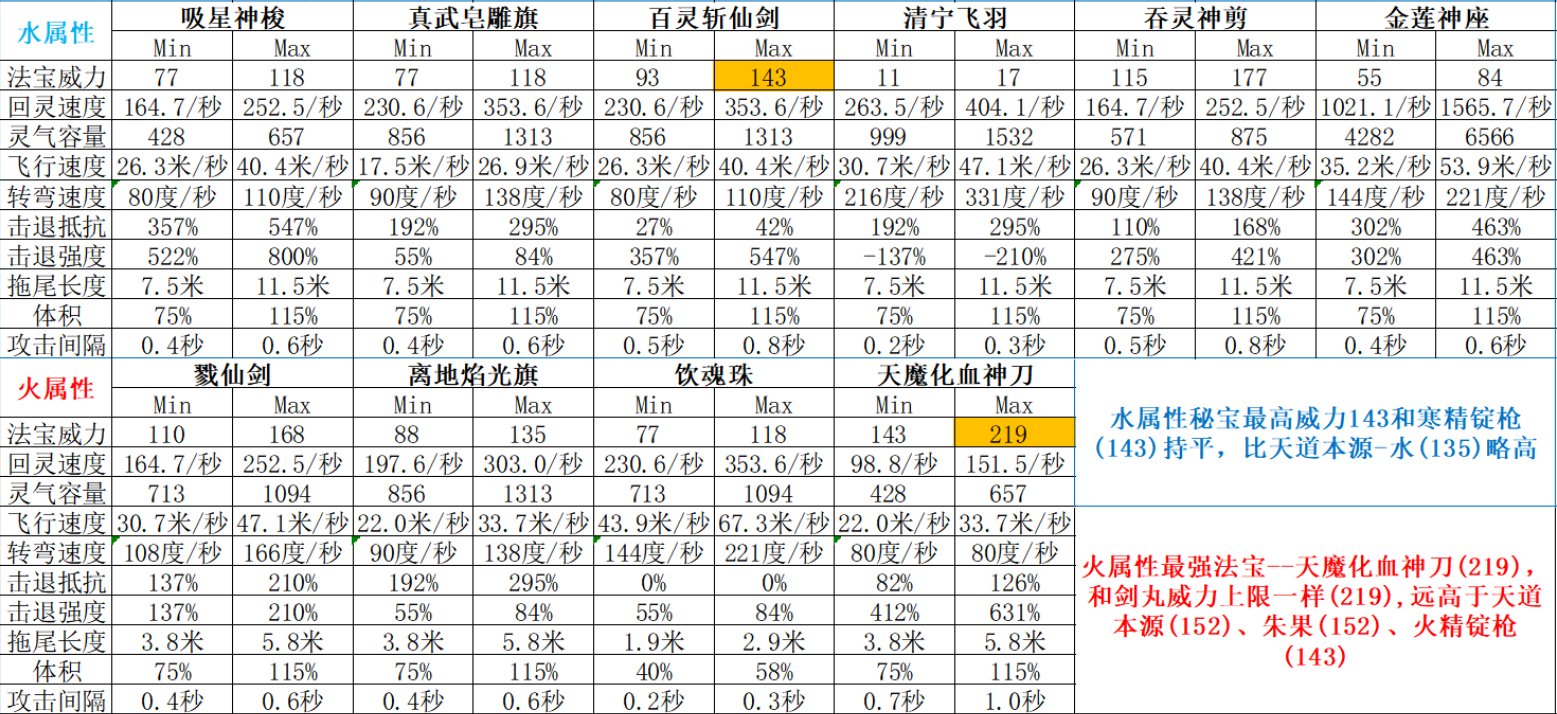 水属性 吸星神梭 真武皂雕旗 百灵斩仙剑 清宁飞羽 吞灵神剪 金莲神座
Min Max Min Max Min Max Min Max Min Max Min Max
法宝威力 77 118 77 118 93 143 11 17 115 177 55 84
回灵速度 164.7/秒 252.5/秒 230.6/秒 353.6/秒 230.6/秒 353.6/秒 263.5/秒 404.1/秒 164.7/秒 252.5/秒 1021.1/秒 1565.7/秒
灵气容量 428 657 856 1313 856 1313 999 1532 571 875 4282 6566
飞行速度 26.3米/秒 40.4米/秒 17.5米/秒 26.9米/秒 26.3米/秒 40.4米/秒 30.7米/秒 47.1米/秒 26.3米/秒 40.4米/秒 35.2米/秒 53.9米/秒
转弯速度 80度/秒 110度/秒 90度/秒 138度/秒 80度/秒 110度/秒 216度/秒 331度/秒 90度/秒 138度/秒 144度/秒 221度/秒
击退抵抗 357% 547% 192% 295% 27% 42% 192% 295% 110% 168% 302% 463%
击退强度 522% 800% 55% 84% 357% 547% -137% -210% 275% 421% 302% 463%
拖尾长度 7.5米 11.5米 7.5米 11.5米 7.5米 11.5米 7.5米 11.5米 7.5米 11.5米 7.5米 11.5米
体积 75% 115% 75% 115% 75% 115% 75% 115% 75% 115% 75% 115%
攻击间隔 0.4秒 0.6秒 0.4秒 0.6秒 0.5秒 0.8秒 0.2秒 0.3秒 0.5秒 0.8秒 0.4秒 0.6秒
火属性 戮仙剑 离地焰光旗 饮魂珠 天魔化血神刀
Min Max Min Max Min Max Min Max
法宝威力 110 168 88 135 77 118 143 219
回灵速度 164.7/秒 252.5/秒 197.6/秒 303.0/秒 230.6/秒 353.6/秒 98.8/秒 151.5/秒
灵气容量 713 1094 856 1313 713 1094 428 657
飞行速度 30.7米/秒 47.1米/秒 22.0米/秒 33.7米/秒 43.9米/秒 67.3米/秒 22.0米/秒 33.7米/秒
转弯速度 108度/秒 166度/秒 90度/秒 138度/秒 144度/秒 221度/秒 80度/秒 80度/秒
击退抵抗 137% 210% 192% 295% 0% 0% 82% 126%
击退强度 137% 210% 55% 84% 55% 84% 412% 631%
拖尾长度 3.8米 5.8米 3.8米 5.8米 1.9米 2.9米 3.8米 5.8米
体积 75% 115% 75% 115% 40% 58% 75% 115%
攻击间隔 0.4秒 0.6秒 0.4秒 0.6秒 0.2秒 0.3秒 0.7秒 1.0秒
水属性秘宝最高威力143和寒精锭枪
(143)持平，比天道本源-水(135)略高
火属性最强法宝--天魔化血神刀(219)，
和剑丸威力上限一样(219),远高于天道
本源(152)、朱果(152)、火精锭枪
(143)